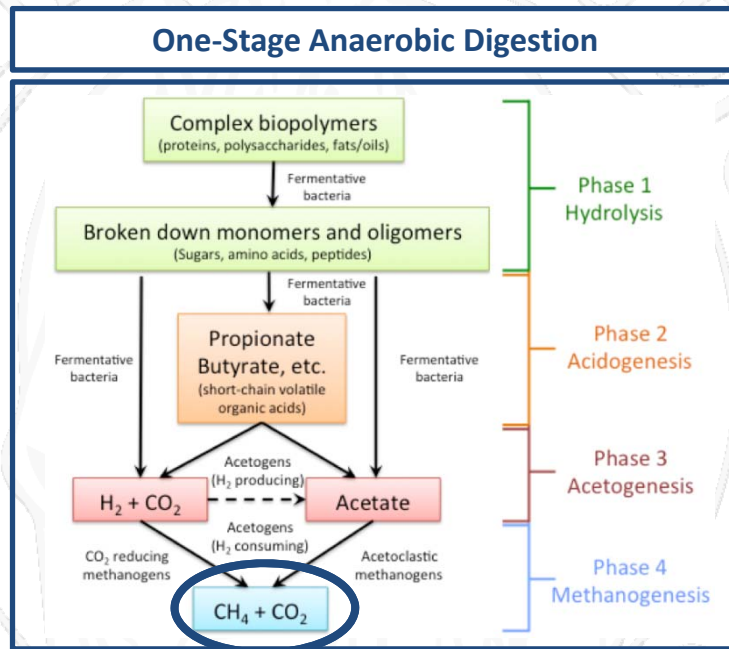 One-Stage Anaerobic Digestion
Complex biopolymers
(proteins, polysaccharides, fats/oils)
Fermentative
bacteria
Phase 1
Hydrolysis
Broken down monomers and oligomers
(Sugars, amino acids, peptides)
Fermentative
bacteria
Propionate
Butyrate, etc.
(short-chain volatile
organic acids)
Fermentative
bacteria
Fermentative
bacteria
Phase 2
Acidogenesis
Acetogens
(H₂ producing)
H₂ + CO₂
Acetate
Phase 3
Acetogenesis
Acetogens
(H₂ consuming)
CO₂ reducing
methanogens
Acetoclastic
methanogens
CH₄ + CO₂
Phase 4
Methanogenesis